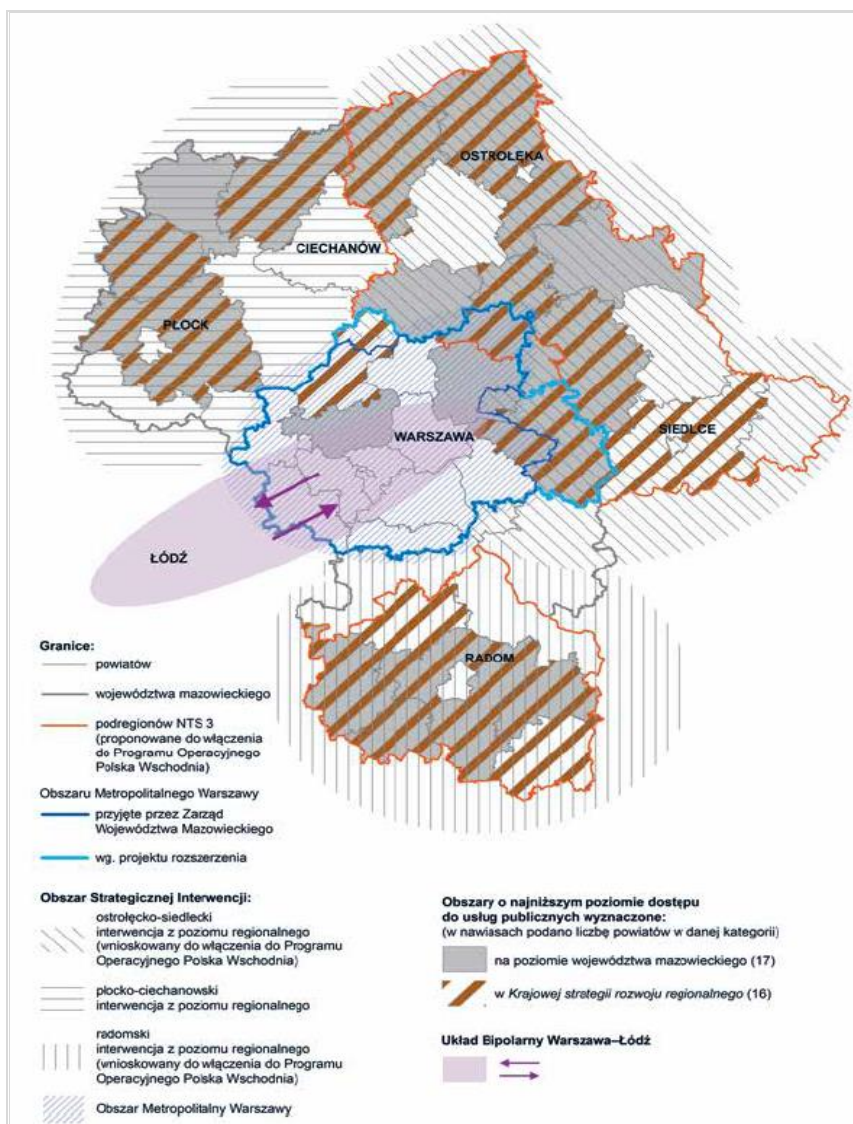 OSTROŁĘKA
CIECHANÓW
PŁOCK
SIEDLCE
WARSZAWA
ŁÓDŹ
RADOM
Granice:
powiatów
województwa mazowieckiego
podregionów NTS 3
(proponowane do włączenia
do Programu Operacyjnego
Polska Wschodnia)
Obszaru Metropolitalnego Warszawy
przyjęte przez Zarząd
Województwa Mazowieckiego
wg. projektu rozszerzenia
Obszar Strategicznej Interwencji:
ostrołęcko-siedlecki
interwencja z poziomu regionalnego
(wnioskowany do włączenia do Programu
Operacyjnego Polska Wschodnia)
płocko-ciechanowski
interwencja z poziomu regionalnego
radomski
interwencja z poziomu regionalnego
(wnioskowany do włączenia do Programu
Operacyjnego Polska Wschodnia)
Obszar Metropolitalny Warszawy
Obszary o najniższym poziomie dostępu
do usług publicznych wyznaczone:
(w nawiasach podano liczbę powiatów w danej kategorii)
na poziomie województwa mazowieckiego (17)
w Krajowej strategii rozwoju regionalnego (16)
Układ Bipolarny Warszawa–Łódź